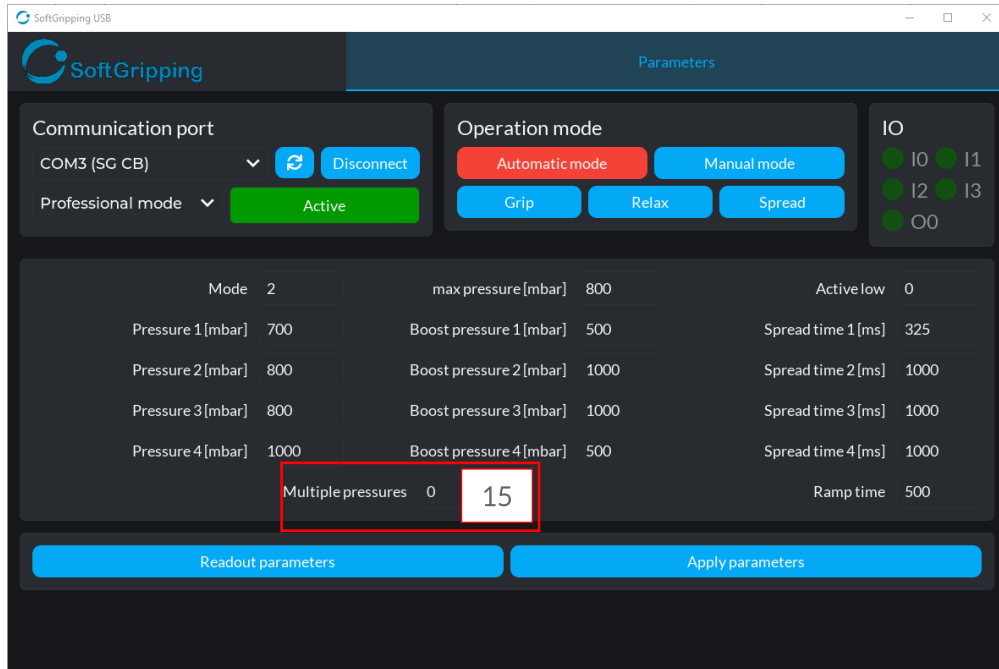 SoftGripping USB
SoftGripping
Parameters
Communication port
COM3 (SG CB)
Disconnect
Professional mode
Active
Operation mode
Automatic mode
Manual mode
Grip
Relax
Spread
IO
I0 I1
I2 I3
O0
Mode 2 max pressure [mbar] 800 Active low 0
Pressure 1 [mbar] 700 Boost pressure 1 [mbar] 500 Spread time 1 [ms] 325
Pressure 2 [mbar] 800 Boost pressure 2 [mbar] 1000 Spread time 2 [ms] 1000
Pressure 3 [mbar] 800 Boost pressure 3 [mbar] 1000 Spread time 3 [ms] 1000
Pressure 4 [mbar] 1000 Boost pressure 4 [mbar] 500 Spread time 4 [ms] 1000
Multiple pressures 0 15 Ramp time 500
Readout parameters Apply parameters